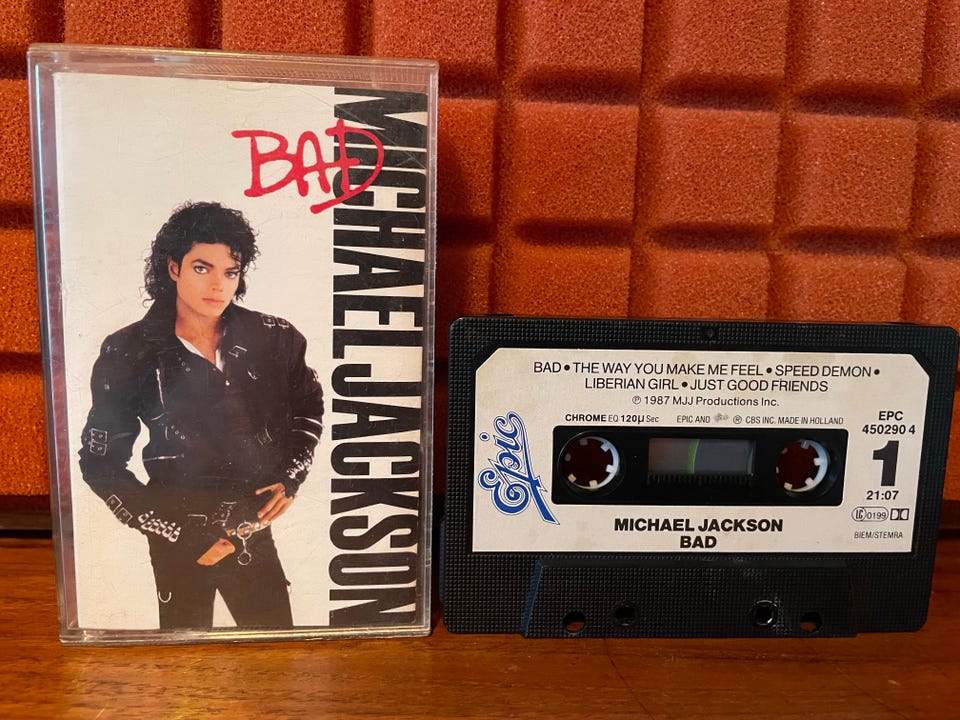 BAD
MICHAEL JACKSON
BAD • THE WAY YOU MAKE ME FEEL • SPEED DEMON •
LIBERIAN GIRL • JUST GOOD FRIENDS
℗ 1987 MJJ Productions Inc.
CHROME EQ 120µ Sec EPIC AND ® CBS INC. MADE IN HOLLAND
EPC
450290 4
Epic
1
21:07
LC 0199
MICHAEL JACKSON
BAD
BIEM/STEMRA